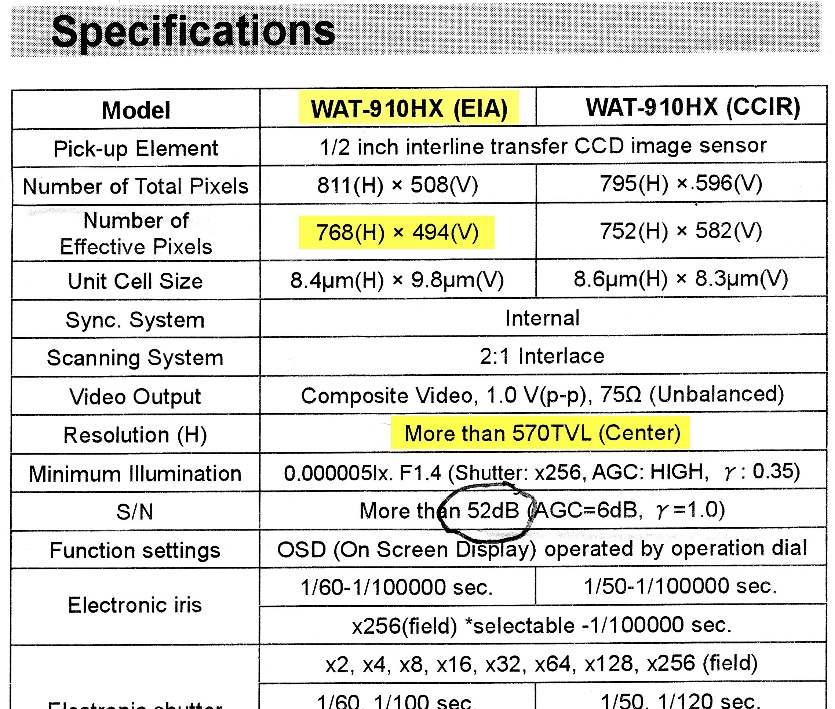 Specifications
Model WAT-910HX (EIA) WAT-910HX (CCIR)
Pick-up Element 1/2 inch interline transfer CCD image sensor
Number of Total Pixels 811(H) × 508(V) 795(H) × 596(V)
Number of
Effective Pixels 768(H) × 494(V) 752(H) × 582(V)
Unit Cell Size 8.4µm(H) × 9.8µm(V) 8.6µm(H) × 8.3µm(V)
Sync. System Internal
Scanning System 2:1 Interlace
Video Output Composite Video, 1.0 V(p-p), 75Ω (Unbalanced)
Resolution (H) More than 570TVL (Center)
Minimum Illumination 0.000005lx. F1.4 (Shutter: x256, AGC: HIGH, γ: 0.35)
S/N More than 52dB (AGC=6dB, γ=1.0)
Function settings OSD (On Screen Display) operated by operation dial
Electronic iris 1/60-1/100000 sec. 1/50-1/100000 sec.
x256(field) *selectable -1/100000 sec.
x2, x4, x8, x16, x32, x64, x128, x256 (field)
Electronic shutter 1/60, 1/100 sec. 1/50, 1/120 sec.